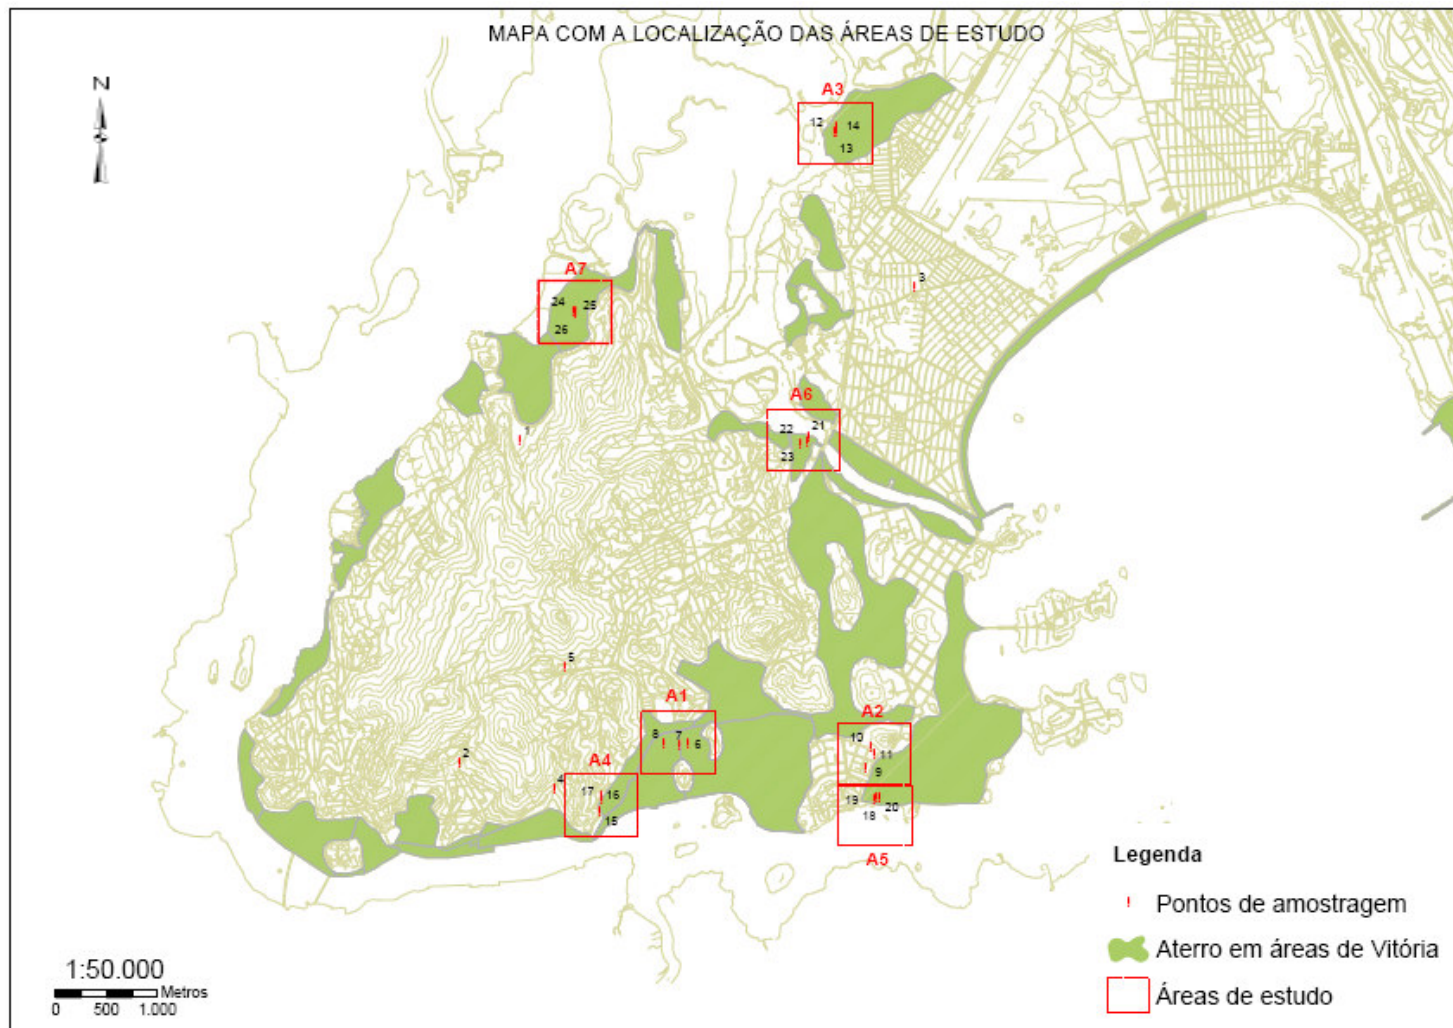 MAPA COM A LOCALIZAÇÃO DAS ÁREAS DE ESTUDO
N
A3
12
14
13
3
A7
24
25
26
A6
22
21
23
1
5
A1
8
7
6
A2
10
11
9
2
4
A4
17
16
15
19
20
18
A5
Legenda
Pontos de amostragem
Aterro em áreas de Vitória
Áreas de estudo
1:50.000
Metros
0 500 1.000